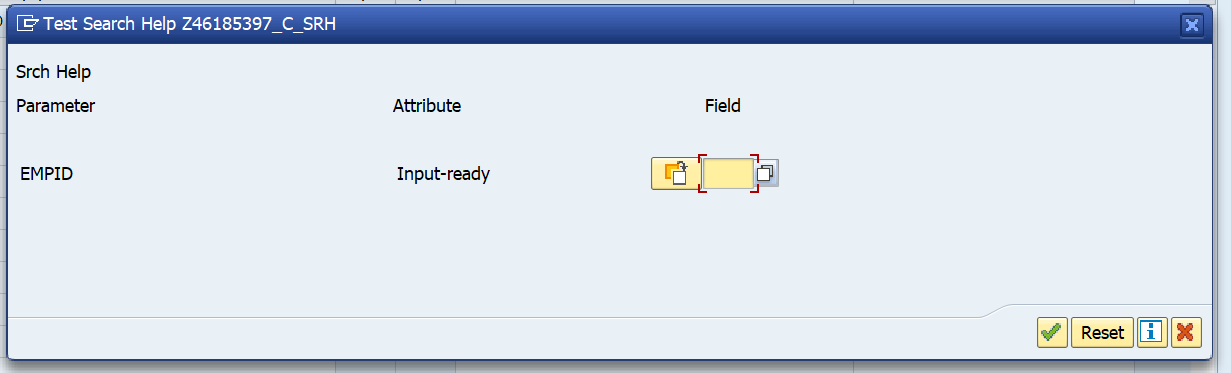 Test Search Help Z46185397_C_SRH
Srch Help
Parameter Attribute Field
EMPID Input-ready
Reset